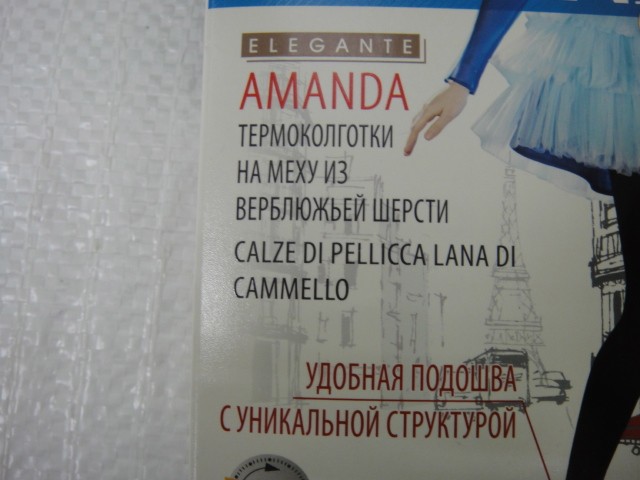 ELEGANTE
AMANDA
ТЕРМОКОЛГОТКИ
НА МЕХУ ИЗ
ВЕРБЛЮЖЬЕЙ ШЕРСТИ
CALZE DI PELLICCA LANA DI
CAMMELLO
УДОБНАЯ ПОДОШВА
С УНИКАЛЬНОЙ СТРУКТУРОЙ